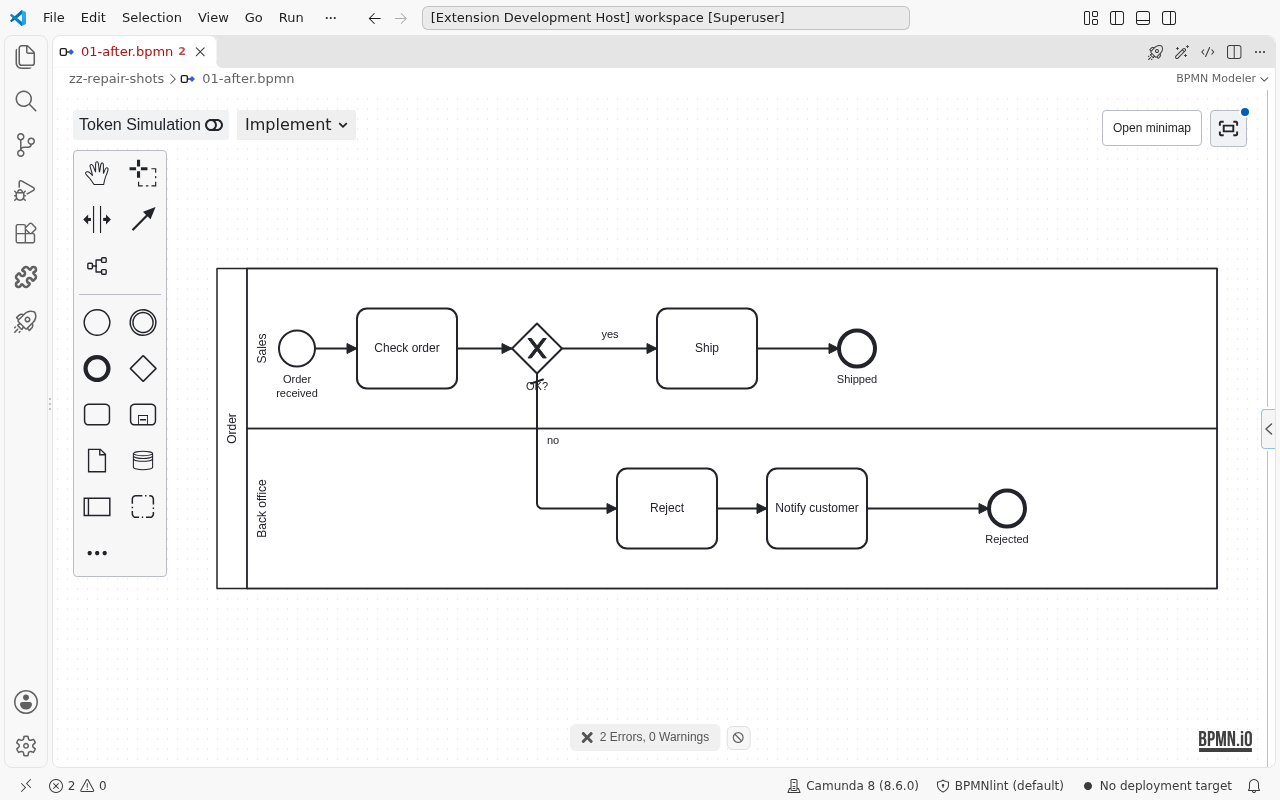 File Edit Selection View Go Run ···
[Extension Development Host] workspace [Superuser]
01-after.bpmn 2
zz-repair-shots > 01-after.bpmn
BPMN Modeler
Token Simulation
Implement
Open minimap
Order
Sales
Order
received
Check order
OK?
yes
Ship
Shipped
no
Back office
Reject
Notify customer
Rejected
2 Errors, 0 Warnings
BPMN.iO
2 0
Camunda 8 (8.6.0)
BPMNlint (default)
No deployment target